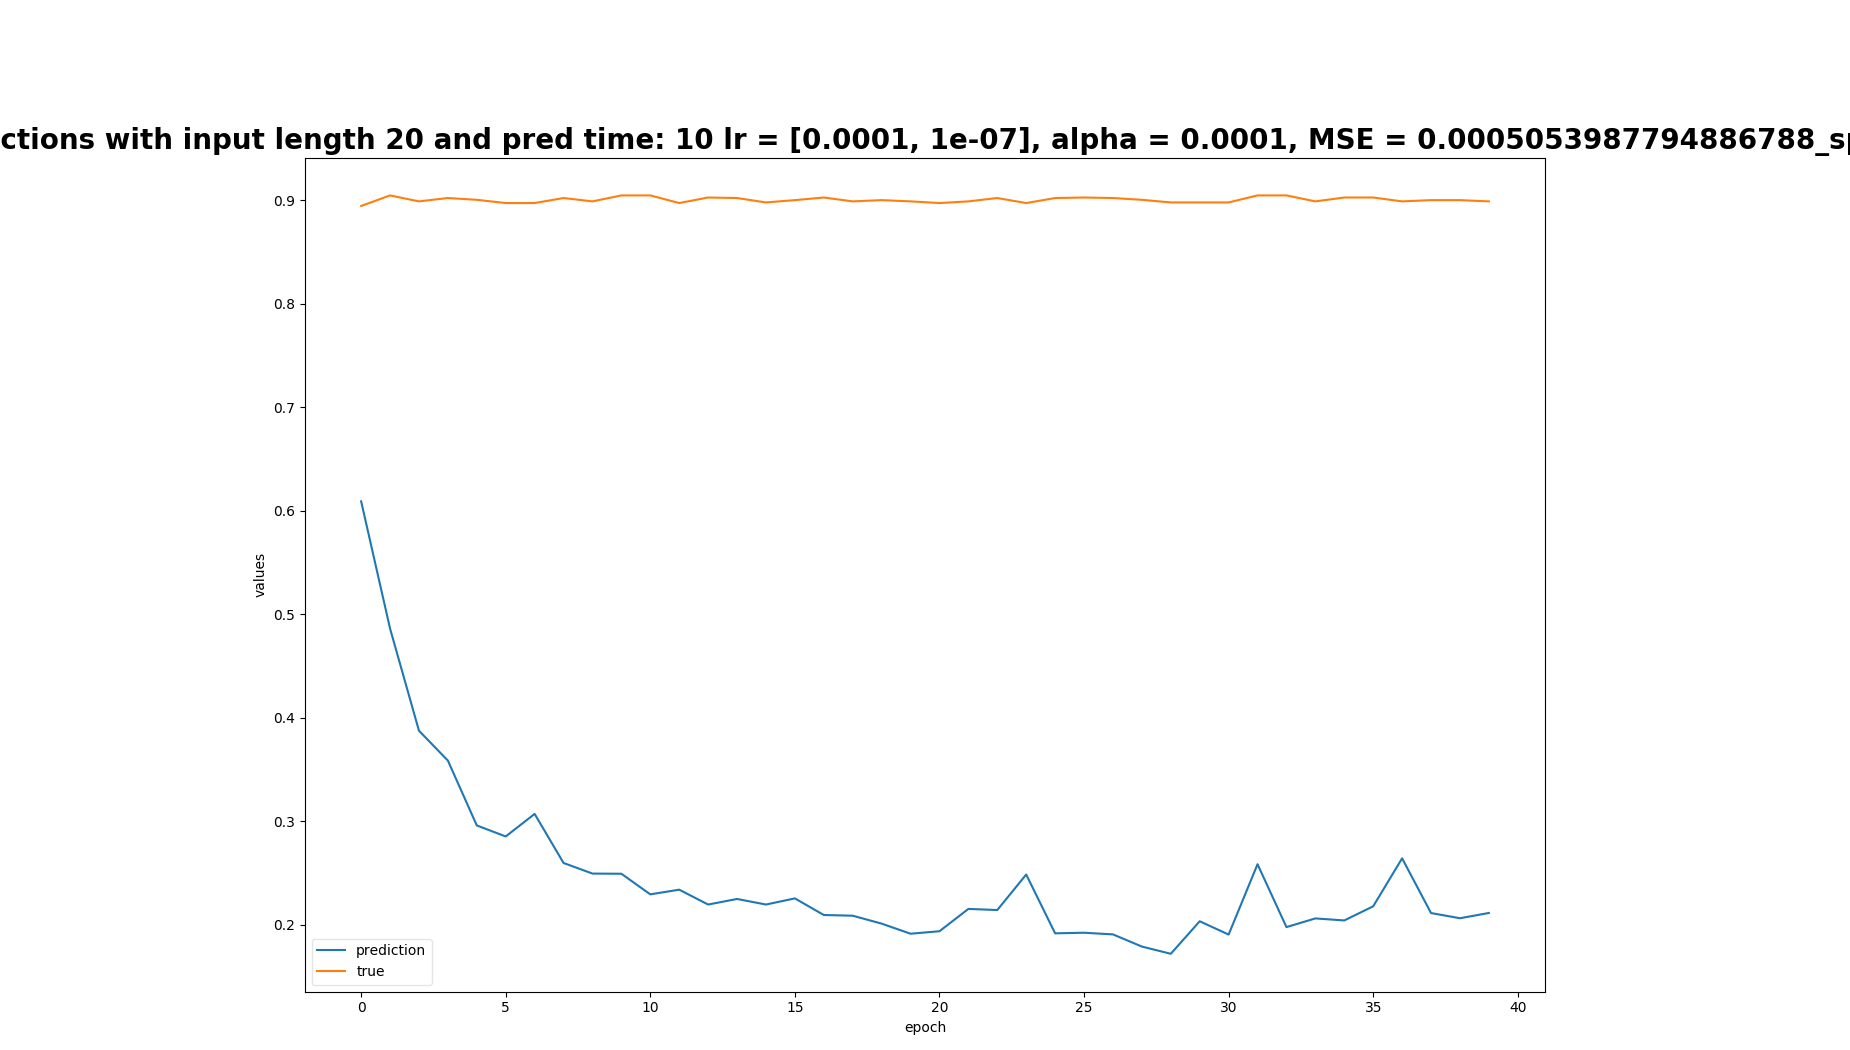 ctions with input length 20 and pred time: 10 lr = [0.0001, 1e-07], alpha = 0.0001, MSE = 0.0005053987794886788_sp
0.9
0.8
0.7
0.6
0.5
0.4
0.3
0.2
values
prediction
true
0 5 10 15 20 25 30 35 40
epoch